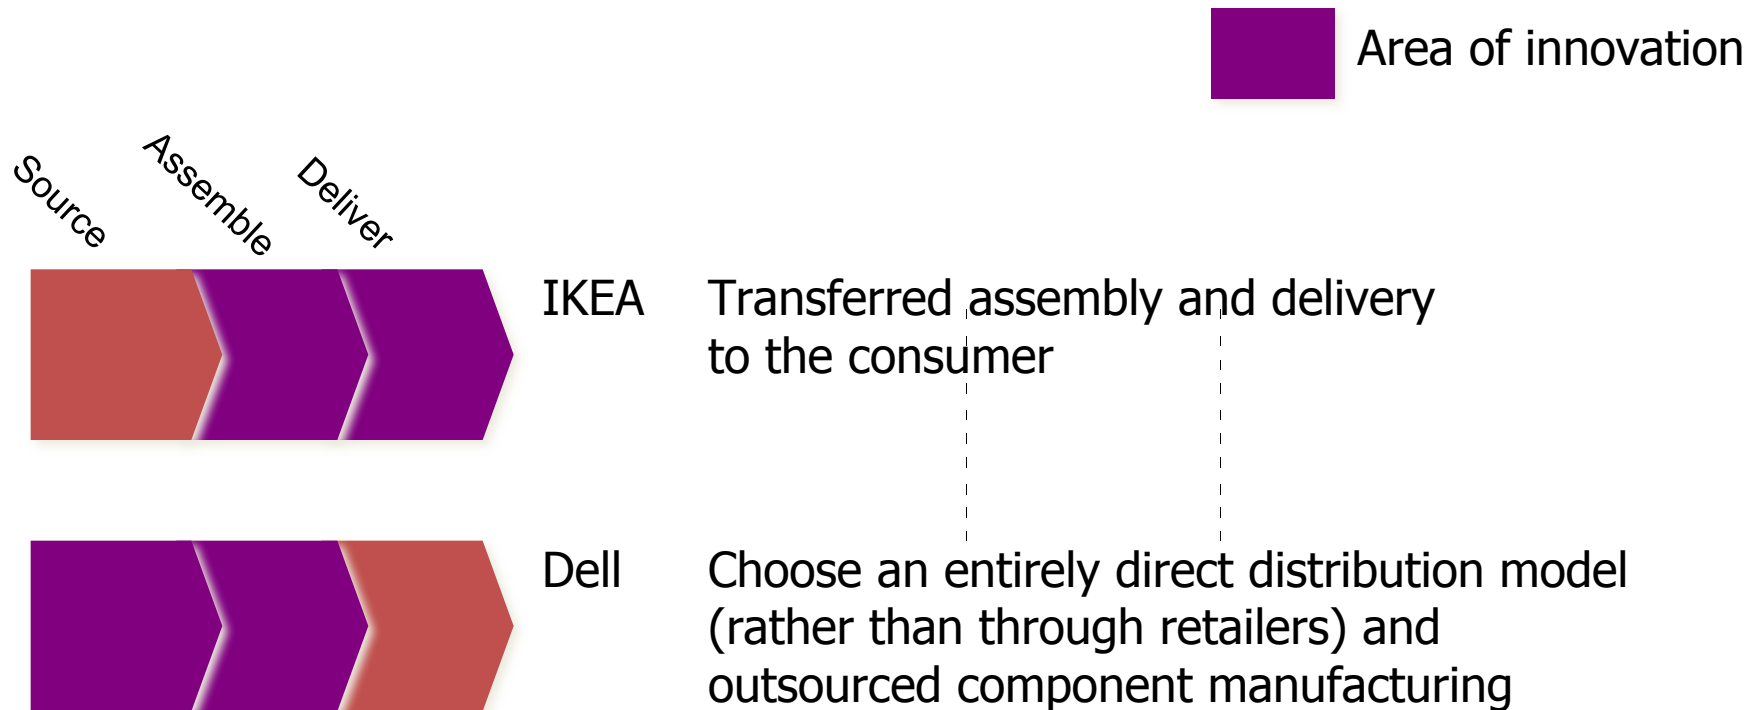 Area of innovation
Source
Assemble
Deliver
IKEA
Transferred assembly and delivery
to the consumer
Dell
Choose an entirely direct distribution model
(rather than through retailers) and
outsourced component manufacturing